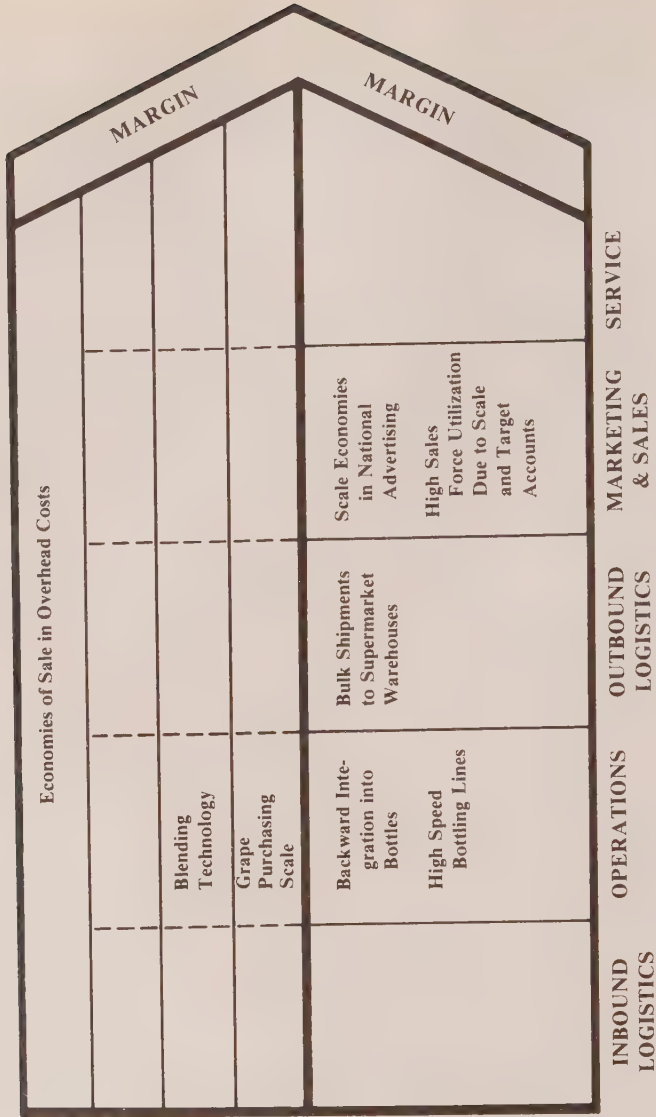 Economies of Sale in Overhead Costs
MARGIN
Blending
Technology
Grape
Purchasing
Scale
MARGIN
Backward Inte-
gration into
Bottles
High Speed
Bottling Lines
Bulk Shipments
to Supermarket
Warehouses
Scale Economies
in National
Advertising
High Sales
Force Utilization
Due to Scale
and Target
Accounts
INBOUND
LOGISTICS
OPERATIONS
OUTBOUND
LOGISTICS
MARKETING
& SALES
SERVICE